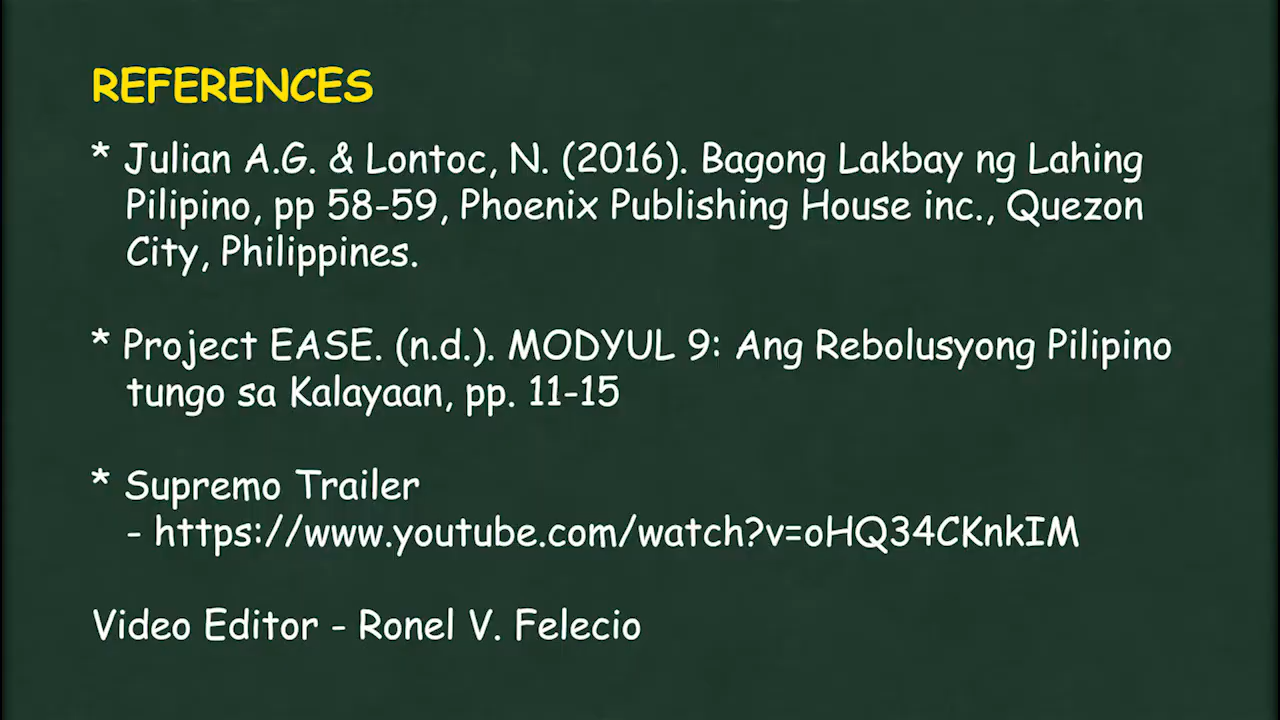 REFERENCES
* Julian A.G. & Lontoc, N. (2016). Bagong Lakbay ng Lahing
Pilipino, pp 58-59, Phoenix Publishing House inc., Quezon
City, Philippines.
* Project EASE. (n.d.). MODYUL 9: Ang Rebolusyong Pilipino
tungo sa Kalayaan, pp. 11-15
* Supremo Trailer
- https://www.youtube.com/watch?v=oHQ34CKnkIM
Video Editor - Ronel V. Felecio